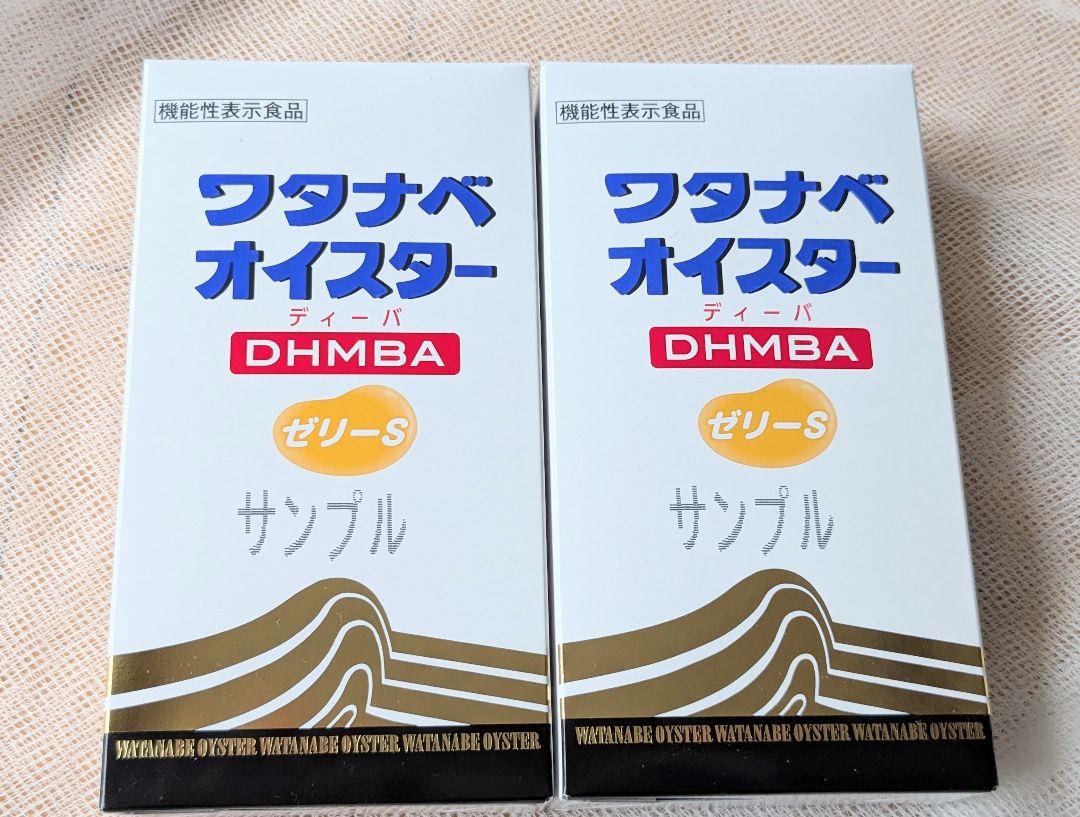 機能性表示食品
ワタナベ
オイスター
ディーバ
DHMBA
ゼリーS
サンプル
WATANABE OYSTER WATANABE OYSTER WATANABE OYSTER
機能性表示食品
ワタナベ
オイスター
ディーバ
DHMBA
ゼリーS
サンプル
WATANABE OYSTER WATANABE OYSTER WATANABE OYSTER